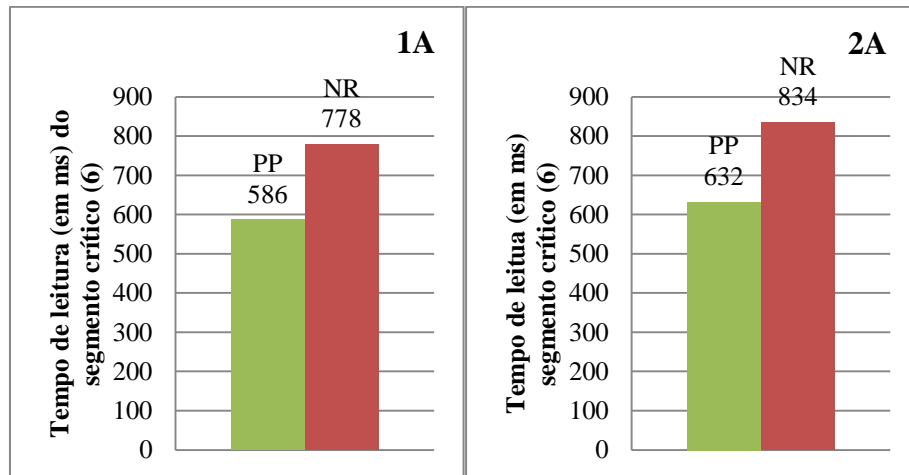 1A
Tempo de leitura (em ms) do
segmento crítico (6)
900
800
700
600
500
400
300
200
100
0
PP
586
NR
778
2A
Tempo de leitua (em ms)
segmento crítico (6)
900
800
700
600
500
400
300
200
100
0
PP
632
NR
834